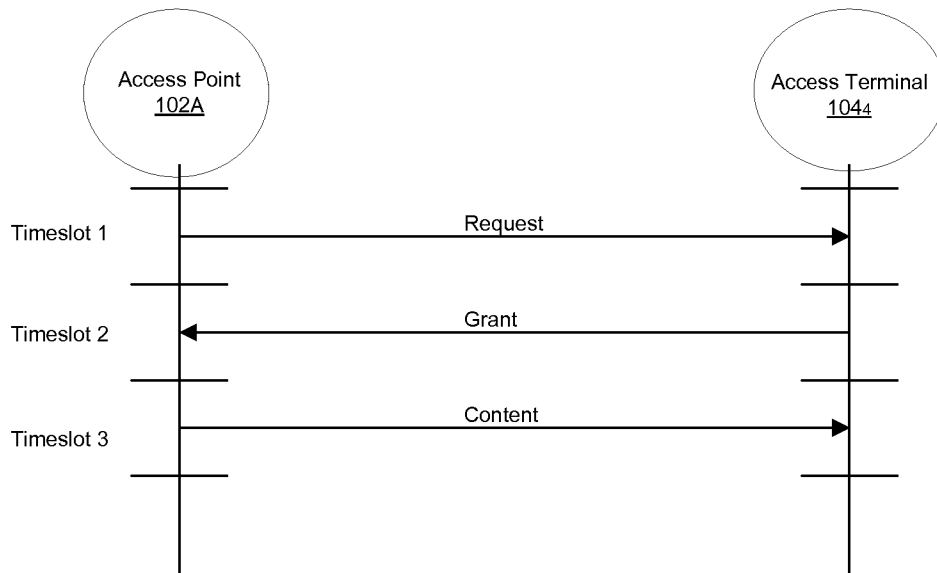 Access Point
102A
Access Terminal
104₄
Timeslot 1
Request
Timeslot 2
Grant
Timeslot 3
Content